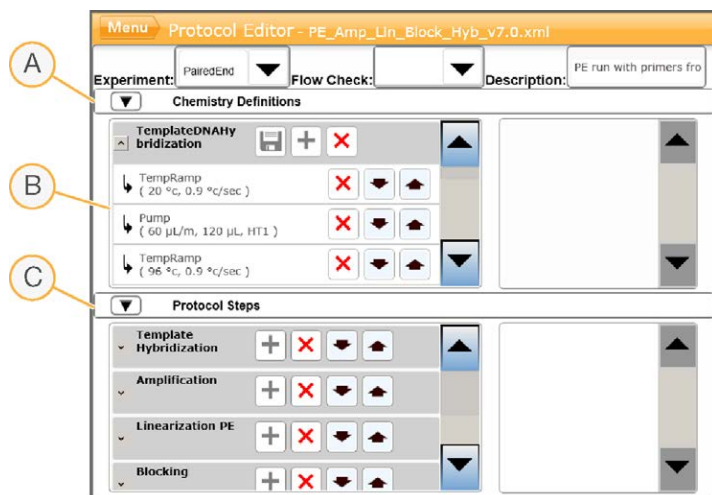 Menu Protocol Editor - PE_Amp_Lin_Block_Hyb_v7.0.xml
A
Experiment: PairedEnd Flow Check: Description: PE run with primers fro
Chemistry Definitions
TemplateDNAHy
bridization
TempRamp
( 20 °c, 0.9 °c/sec )
B
Pump
( 60 µL/m, 120 µL, HT1 )
TempRamp
( 96 °c, 0.9 °c/sec )
C
Protocol Steps
Template
Hybridization
Amplification
Linearization PE
Blocking